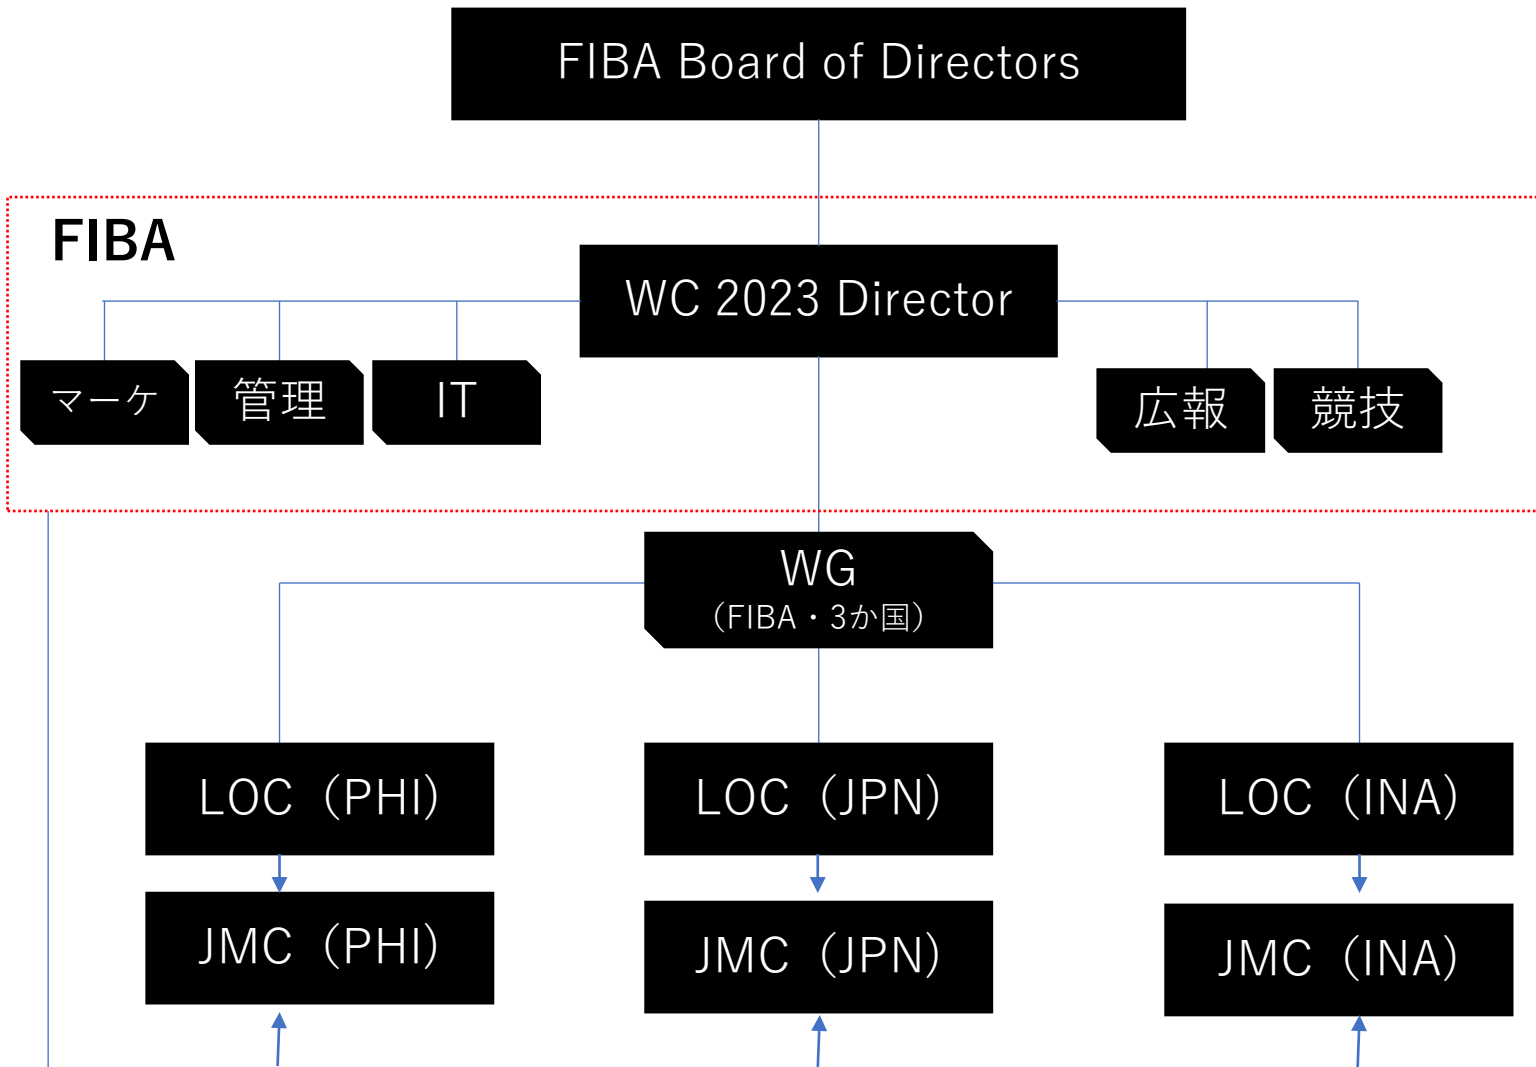 FIBA Board of Directors
FIBA
WC 2023 Director
マーケ
管理
IT
広報
競技
WG
（FIBA・3か国）
LOC（PHI）
LOC（JPN）
LOC（INA）
JMC（PHI）
JMC（JPN）
JMC（INA）